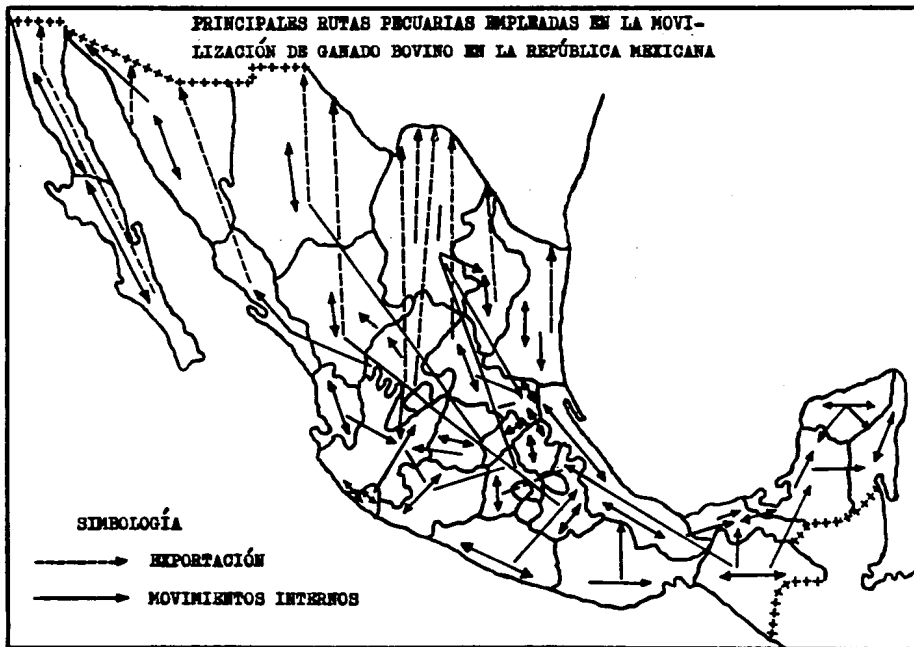 PRINCIPALES RUTAS PECUARIAS EMPLEADAS EN LA MOVI-
LIZACIÓN DE GANADO BOVINO EN LA REPÚBLICA MEXICANA
SIMBOLOGÍA
EXPORTACIÓN
MOVIMIENTOS INTERNOS